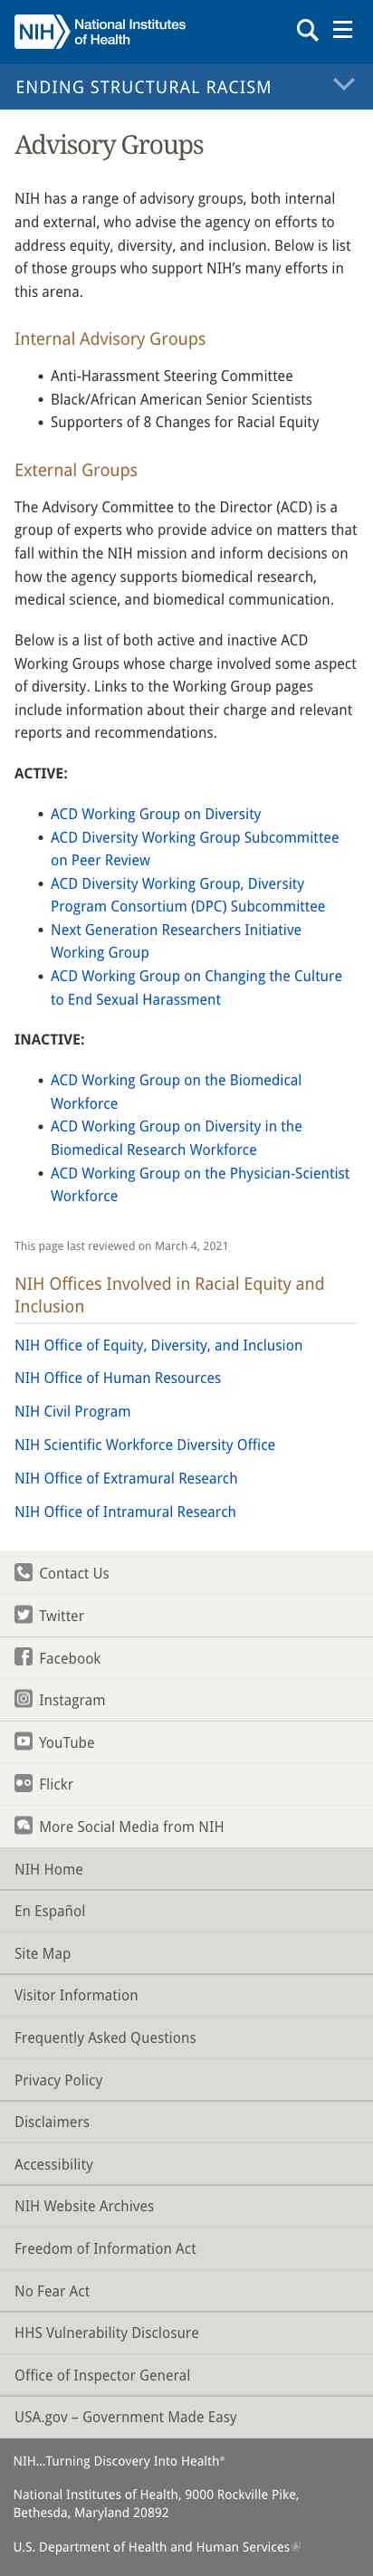 NIH National Institutes
of Health
ENDING STRUCTURAL RACISM
Advisory Groups
NIH has a range of advisory groups, both internal
and external, who advise the agency on efforts to
address equity, diversity, and inclusion. Below is list
of those groups who support NIH’s many efforts in
this arena.
Internal Advisory Groups
• Anti-Harassment Steering Committee
• Black/African American Senior Scientists
• Supporters of 8 Changes for Racial Equity
External Groups
The Advisory Committee to the Director (ACD) is a
group of experts who provide advice on matters that
fall within the NIH mission and inform decisions on
how the agency supports biomedical research,
medical science, and biomedical communication.
Below is a list of both active and inactive ACD
Working Groups whose charge involved some aspect
of diversity. Links to the Working Group pages
include information about their charge and relevant
reports and recommendations.
ACTIVE:
• ACD Working Group on Diversity
• ACD Diversity Working Group Subcommittee
on Peer Review
• ACD Diversity Working Group, Diversity
Program Consortium (DPC) Subcommittee
• Next Generation Researchers Initiative
Working Group
• ACD Working Group on Changing the Culture
to End Sexual Harassment
INACTIVE:
• ACD Working Group on the Biomedical
Workforce
• ACD Working Group on Diversity in the
Biomedical Research Workforce
• ACD Working Group on the Physician-Scientist
Workforce
This page last reviewed on March 4, 2021
NIH Offices Involved in Racial Equity and
Inclusion
NIH Office of Equity, Diversity, and Inclusion
NIH Office of Human Resources
NIH Civil Program
NIH Scientific Workforce Diversity Office
NIH Office of Extramural Research
NIH Office of Intramural Research
Contact Us
Twitter
Facebook
Instagram
YouTube
Flickr
More Social Media from NIH
NIH Home
En Español
Site Map
Visitor Information
Frequently Asked Questions
Privacy Policy
Disclaimers
Accessibility
NIH Website Archives
Freedom of Information Act
No Fear Act
HHS Vulnerability Disclosure
Office of Inspector General
USA.gov – Government Made Easy
NIH...Turning Discovery Into Health®
National Institutes of Health, 9000 Rockville Pike,
Bethesda, Maryland 20892
U.S. Department of Health and Human Services